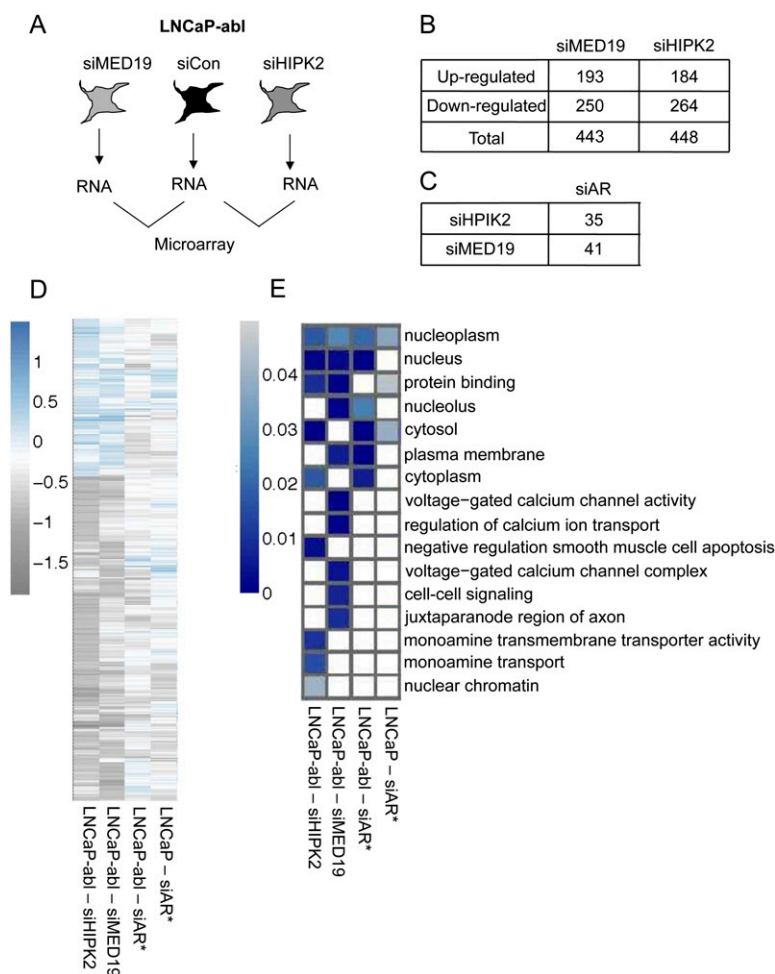 A
LNCaP-abl
siMED19 siCon siHIPK2
RNA RNA RNA
Microarray
B
siMED19 siHIPK2
Up-regulated 193 184
Down-regulated 250 264
Total 443 448
C
siAR
siHPIK2 35
siMED19 41
D
1
0.5
0
−0.5
−1
−1.5
LNCaP-abl – siHIPK2
LNCaP-abl – siMED19
LNCaP-abl – siAR*
LNCaP – siAR*
E
0.04
0.03
0.02
0.01
0
nucleoplasm
nucleus
protein binding
nucleolus
cytosol
plasma membrane
cytoplasm
voltage−gated calcium channel activity
regulation of calcium ion transport
negative regulation smooth muscle cell apoptosis
voltage−gated calcium channel complex
cell−cell signaling
juxtaparanode region of axon
monoamine transmembrane transporter activity
monoamine transport
nuclear chromatin
LNCaP-abl – siHIPK2
LNCaP-abl – siMED19
LNCaP-abl – siAR*
LNCaP – siAR*